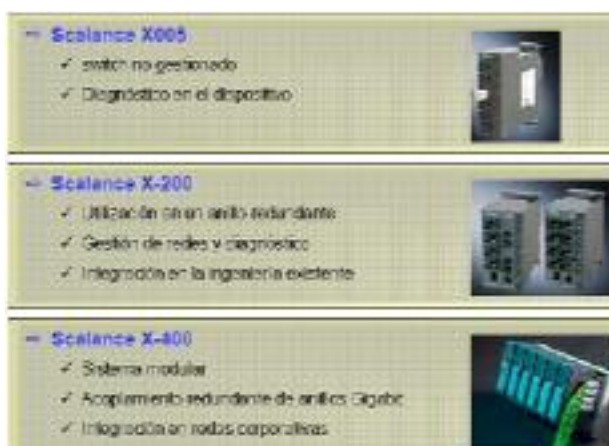 Scalance X005
✓ switch no gestionado
✓ Diagnóstico en el dispositivo
Scalance X-200
✓ Utilización en un anillo redundante
✓ Gestión de redes y diagnóstico
✓ Integración en la ingeniería existente
Scalance X-400
✓ Sistema modular
✓ Acoplamiento redundante de anillos Gigabit
✓ Integración en redes corporativas